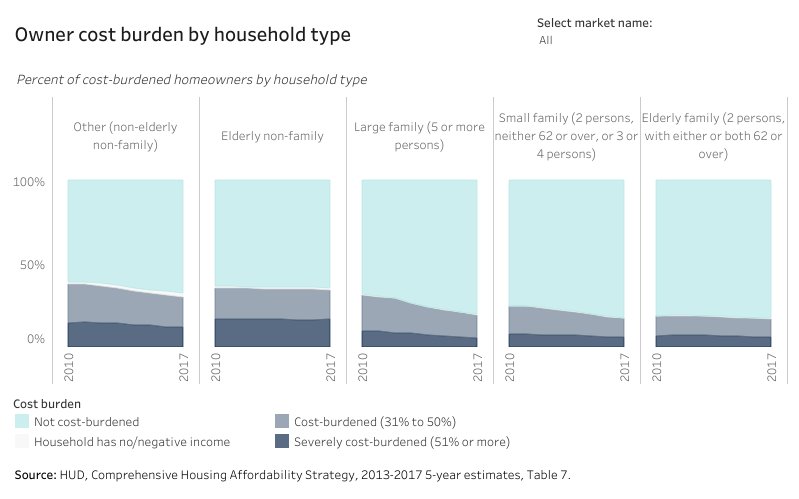 Owner cost burden by household type
Select market name:
All
Percent of cost-burdened homeowners by household type
Other (non-elderly
non-family)
Elderly non-family
Large family (5 or more
persons)
Small family (2 persons,
neither 62 or over, or 3 or
4 persons)
Elderly family (2 persons,
with either or both 62 or
over)
100%
50%
0%
2010
2017
2010
2017
2010
2017
2010
2017
2010
2017
Cost burden
Not cost-burdened
Cost-burdened (31% to 50%)
Household has no/negative income
Severely cost-burdened (51% or more)
Source: HUD, Comprehensive Housing Affordability Strategy, 2013-2017 5-year estimates, Table 7.